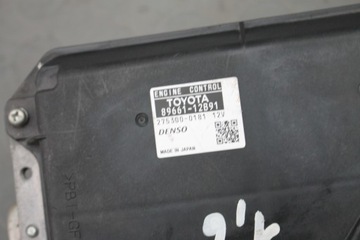 ENGINE CONTROL
TOYOTA
89661-12B91
275300-0181 12V
DENSO
MADE IN JAPAN